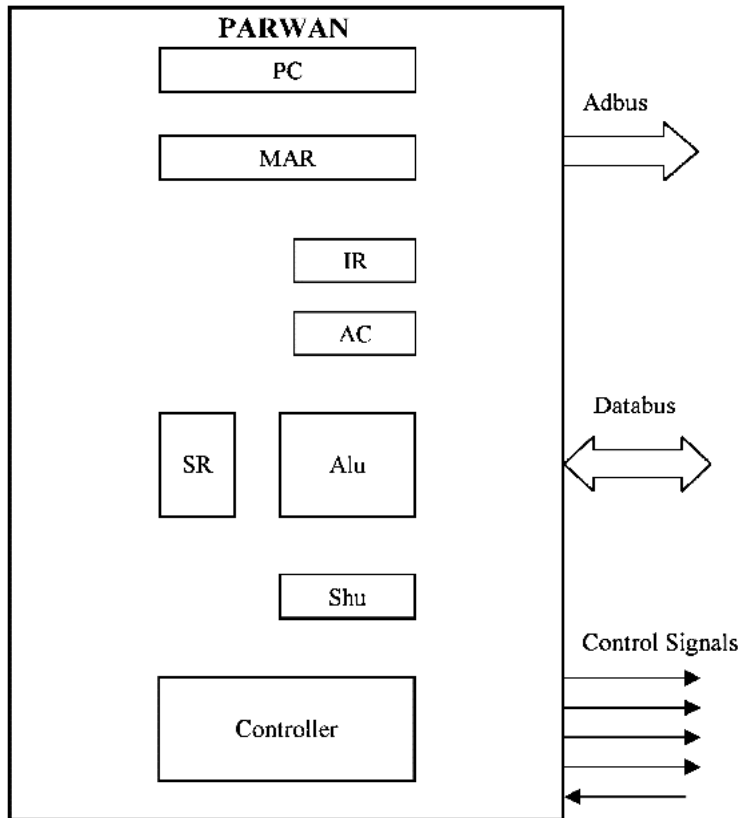 PARWAN
PC
Adbus
MAR
IR
AC
Databus
SR
Alu
Shu
Control Signals
Controller